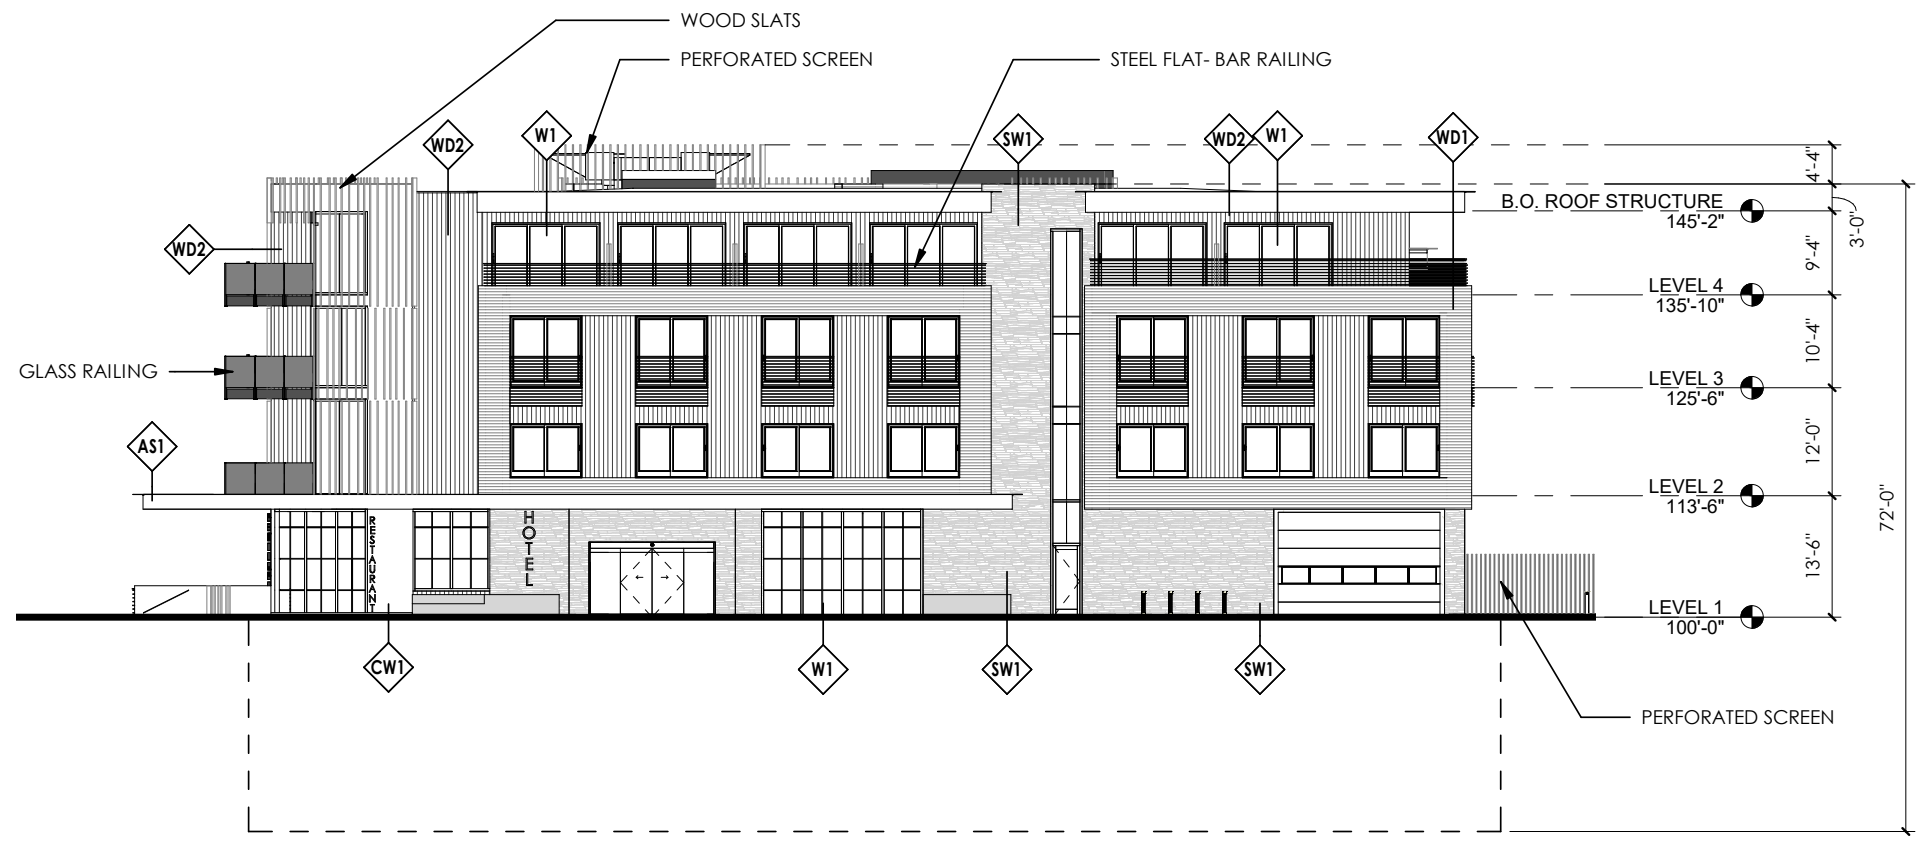 WOOD SLATS
PERFORATED SCREEN
STEEL FLAT- BAR RAILING
WD2
W1
SW1
WD2
W1
WD1
4'-4"
B.O. ROOF STRUCTURE
145'-2"
3'-0"
WD2
9'-4"
LEVEL 4
135'-10"
10'-4"
GLASS RAILING
LEVEL 3
125'-6"
AS1
12'-0"
LEVEL 2
113'-6"
72'-0"
RESTAURANT
HOTEL
13'-6"
LEVEL 1
100'-0"
CW1
W1
SW1
SW1
PERFORATED SCREEN